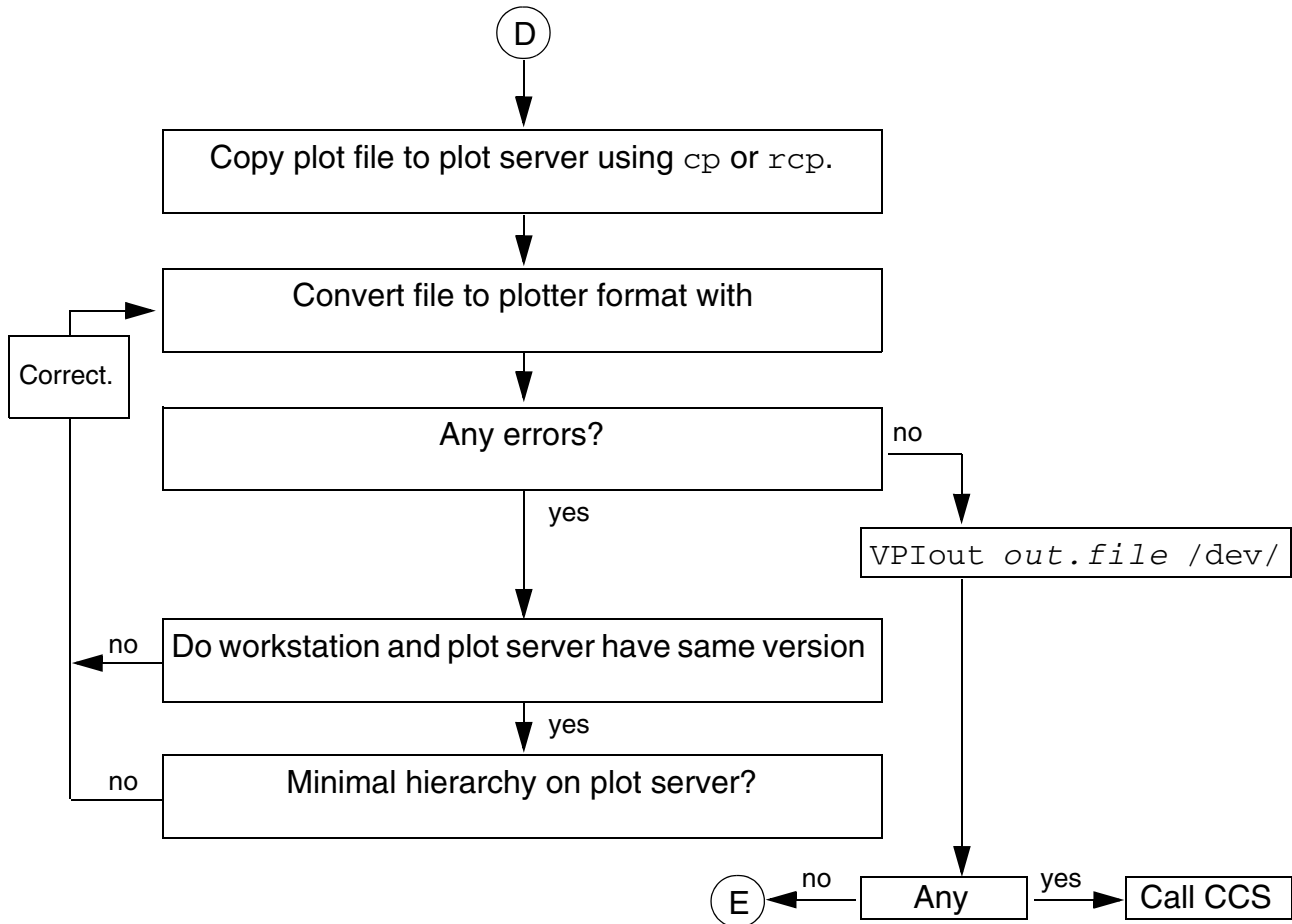 D
Copy plot file to plot server using cp or rcp.
Convert file to plotter format with
Correct.
Any errors?
no
yes
VPIout out.file /dev/
no
Do workstation and plot server have same version
yes
no
Minimal hierarchy on plot server?
E
no
Any
yes
Call CCS